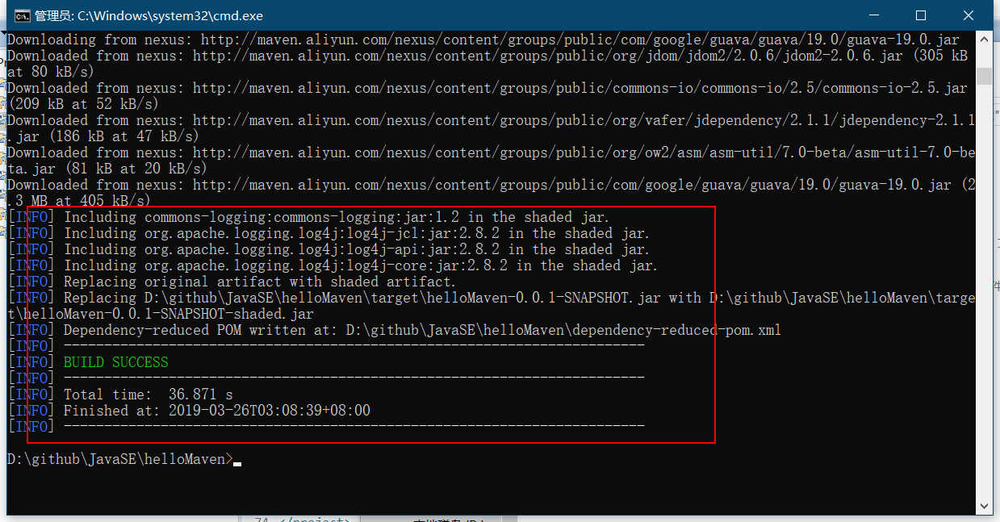 管理员: C:\Windows\system32\cmd.exe
Downloading from nexus: http://maven.aliyun.com/nexus/content/groups/public/com/google/guava/guava/19.0/guava-19.0.jar
Downloaded from nexus: http://maven.aliyun.com/nexus/content/groups/public/org/jdom/jdom2/2.0.6/jdom2-2.0.6.jar (305 kB
at 80 kB/s)
Downloaded from nexus: http://maven.aliyun.com/nexus/content/groups/public/commons-io/commons-io/2.5/commons-io-2.5.jar
(209 kB at 52 kB/s)
Downloaded from nexus: http://maven.aliyun.com/nexus/content/groups/public/org/vafer/jdependency/2.1.1/jdependency-2.1.1
.jar (186 kB at 47 kB/s)
Downloaded from nexus: http://maven.aliyun.com/nexus/content/groups/public/org/ow2/asm/asm-util/7.0-beta/asm-util-7.0-be
ta.jar (81 kB at 20 kB/s)
Downloaded from nexus: http://maven.aliyun.com/nexus/content/groups/public/com/google/guava/guava/19.0/guava-19.0.jar (2
.3 MB at 405 kB/s)
[INFO] Including commons-logging:commons-logging:jar:1.2 in the shaded jar.
[INFO] Including org.apache.logging.log4j:log4j-jcl:jar:2.8.2 in the shaded jar.
[INFO] Including org.apache.logging.log4j:log4j-api:jar:2.8.2 in the shaded jar.
[INFO] Including org.apache.logging.log4j:log4j-core:jar:2.8.2 in the shaded jar.
[INFO] Replacing original artifact with shaded artifact.
[INFO] Replacing D:\github\JavaSE\helloMaven\target\helloMaven-0.0.1-SNAPSHOT.jar with D:\github\JavaSE\helloMaven\targe
t\helloMaven-0.0.1-SNAPSHOT-shaded.jar
[INFO] Dependency-reduced POM written at: D:\github\JavaSE\helloMaven\dependency-reduced-pom.xml
[INFO] ------------------------------------------------------------------------
[INFO] BUILD SUCCESS
[INFO] ------------------------------------------------------------------------
[INFO] Total time:  36.871 s
[INFO] Finished at: 2019-03-26T03:08:39+08:00
[INFO] ------------------------------------------------------------------------
D:\github\JavaSE\helloMaven>